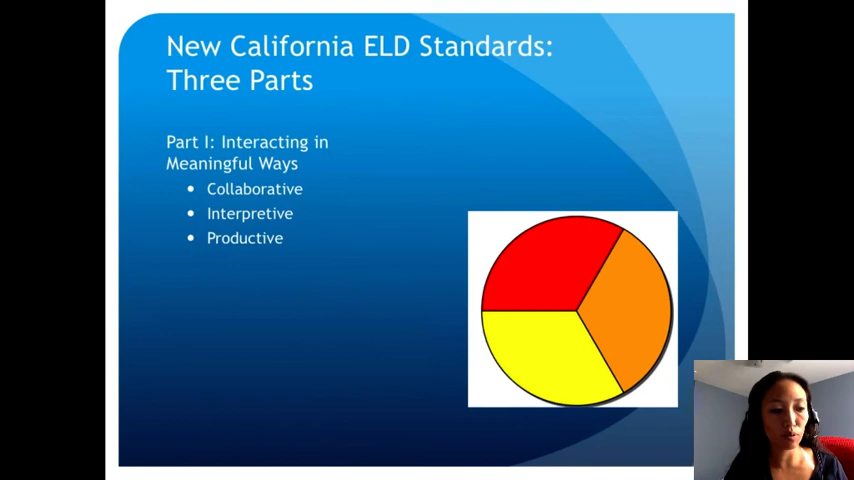 New California ELD Standards:
Three Parts
Part I: Interacting in
Meaningful Ways
• Collaborative
• Interpretive
• Productive